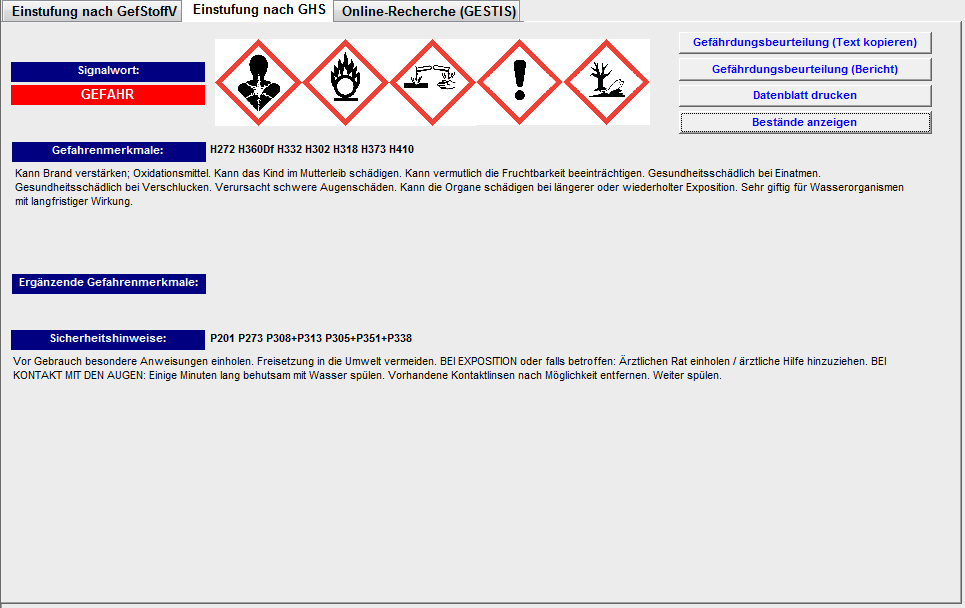 Einstufung nach GefStoffV
Einstufung nach GHS
Online-Recherche (GESTIS)
Signalwort:
GEFAHR
Gefährdungsbeurteilung (Text kopieren)
Gefährdungsbeurteilung (Bericht)
Datenblatt drucken
Bestände anzeigen
Gefahrenmerkmale:
H272 H360Df H332 H302 H318 H373 H410
Kann Brand verstärken; Oxidationsmittel. Kann das Kind im Mutterleib schädigen. Kann vermutlich die Fruchtbarkeit beeinträchtigen. Gesundheitsschädlich bei Einatmen.
Gesundheitsschädlich bei Verschlucken. Verursacht schwere Augenschäden. Kann die Organe schädigen bei längerer oder wiederholter Exposition. Sehr giftig für Wasserorganismen
mit langfristiger Wirkung.
Ergänzende Gefahrenmerkmale:
Sicherheitshinweise:
P201 P273 P308+P313 P305+P351+P338
Vor Gebrauch besondere Anweisungen einholen. Freisetzung in die Umwelt vermeiden. BEI EXPOSITION oder falls betroffen: Ärztlichen Rat einholen / ärztliche Hilfe hinzuziehen. BEI
KONTAKT MIT DEN AUGEN: Einige Minuten lang behutsam mit Wasser spülen. Vorhandene Kontaktlinsen nach Möglichkeit entfernen. Weiter spülen.